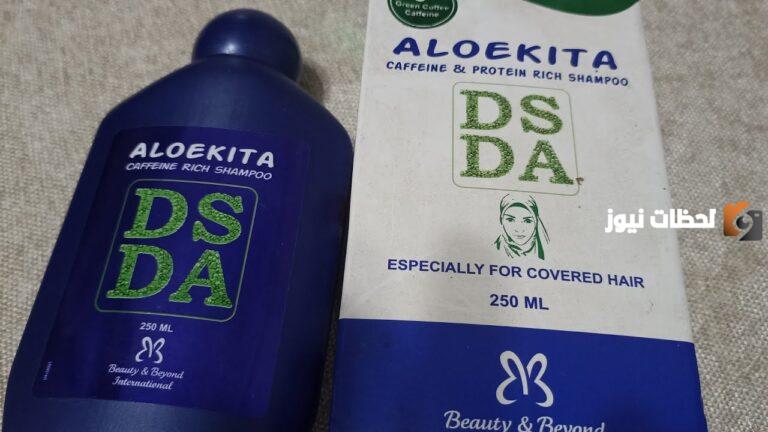 ALOEKITA
CAFFEINE RICH SHAMPOO
DS
DA
250 ML
Beauty & Beyond
International
Green Coffee
Caffeine
ALOEKITA
CAFFEINE & PROTEIN RICH SHAMPOO
DS
DA
ESPECIALLY FOR COVERED HAIR
250 ML
Beauty & Beyond
لحظات نيوز